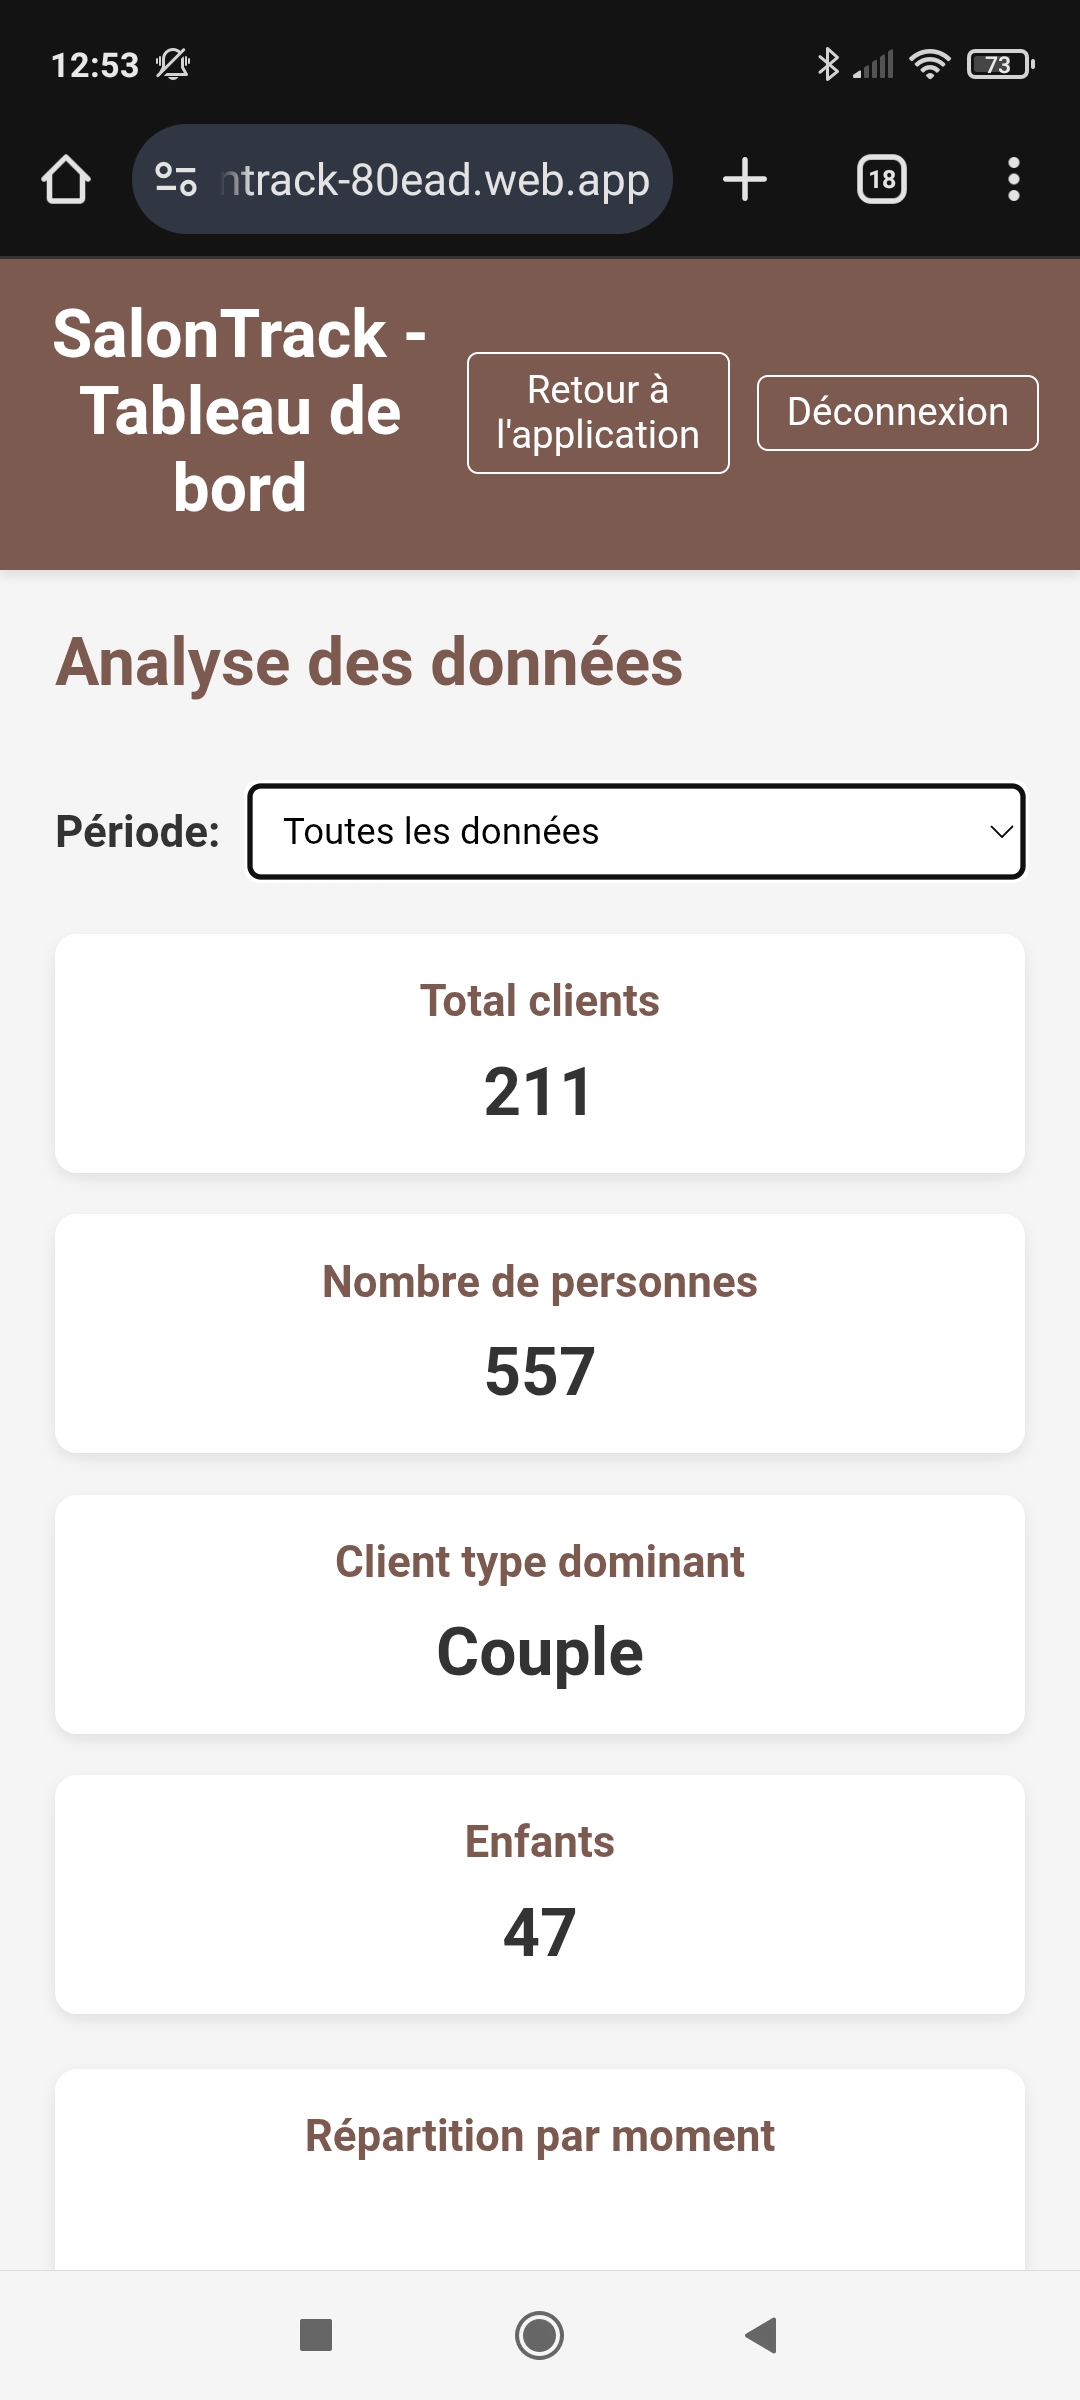 12:53
73
ntrack-80ead.web.app
18
SalonTrack -
Tableau de
bord
Retour à
l'application
Déconnexion
Analyse des données
Période:
Toutes les données
Total clients
211
Nombre de personnes
557
Client type dominant
Couple
Enfants
47
Répartition par moment